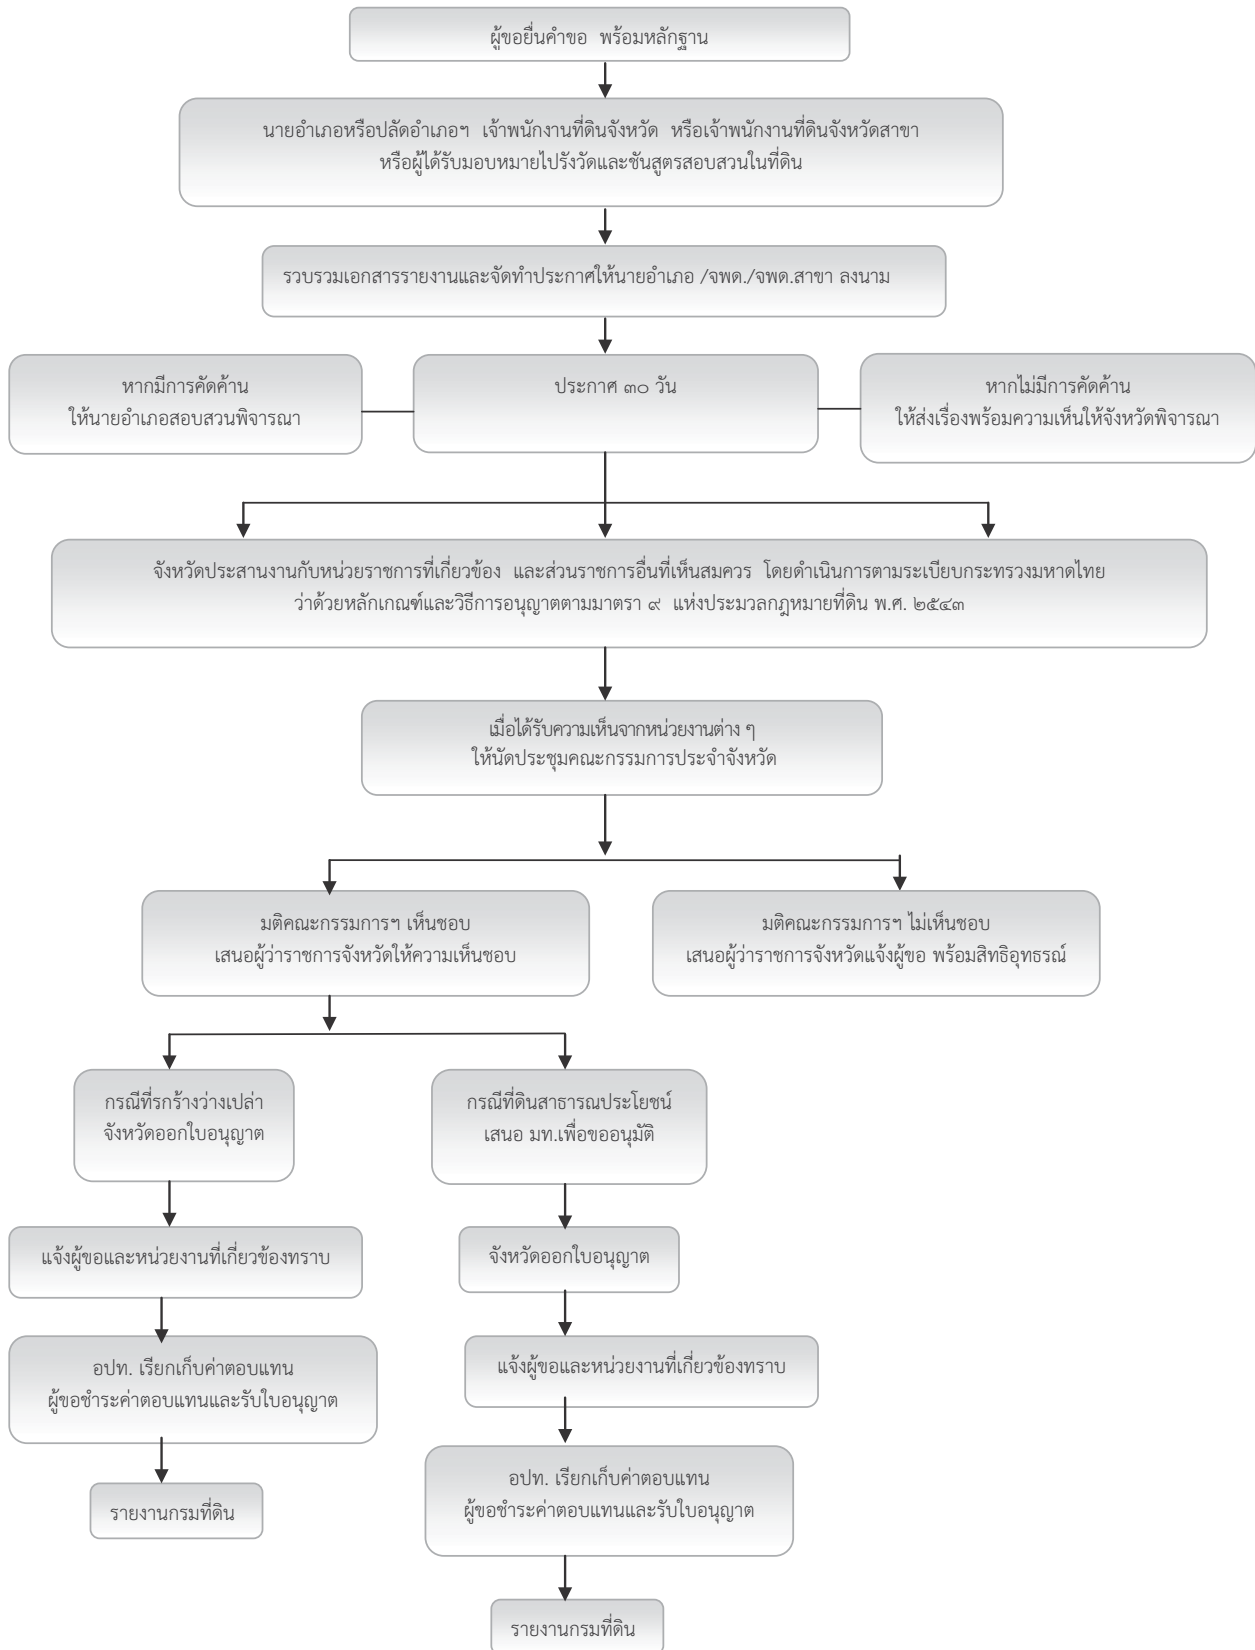 ผู้ขอยื่นคำขอ พร้อมหลักฐาน
นายอำเภอหรือปลัดอำเภอฯ เจ้าพนักงานที่ดินจังหวัด หรือเจ้าพนักงานที่ดินจังหวัดสาขา
หรือผู้ได้รับมอบหมายไปรังวัดและชันสูตรสอบสวนในที่ดิน
รวบรวมเอกสารรายงานและจัดทำประกาศให้นายอำเภอ /จพด./จพด.สาขา ลงนาม
หากมีการคัดค้าน
ให้นายอำเภอสอบสวนพิจารณา
ประกาศ ๓๐ วัน
หากไม่มีการคัดค้าน
ให้ส่งเรื่องพร้อมความเห็นให้จังหวัดพิจารณา
จังหวัดประสานงานกับหน่วยราชการที่เกี่ยวข้อง และส่วนราชการอื่นที่เห็นสมควร โดยดำเนินการตามระเบียบกระทรวงมหาดไทย
ว่าด้วยหลักเกณฑ์และวิธีการอนุญาตตามมาตรา ๙ แห่งประมวลกฎหมายที่ดิน พ.ศ. ๒๕๔๓
เมื่อได้รับความเห็นจากหน่วยงานต่าง ๆ
ให้นัดประชุมคณะกรรมการประจำจังหวัด
มติคณะกรรมการฯ เห็นชอบ
เสนอผู้ว่าราชการจังหวัดให้ความเห็นชอบ
มติคณะกรรมการฯ ไม่เห็นชอบ
เสนอผู้ว่าราชการจังหวัดแจ้งผู้ขอ พร้อมสิทธิอุทธรณ์
กรณีที่รกร้างว่างเปล่า
จังหวัดออกใบอนุญาต
กรณีที่ดินสาธารณประโยชน์
เสนอ มท.เพื่อขออนุมัติ
แจ้งผู้ขอและหน่วยงานที่เกี่ยวข้องทราบ
จังหวัดออกใบอนุญาต
อปท. เรียกเก็บค่าตอบแทน
ผู้ขอชำระค่าตอบแทนและรับใบอนุญาต
แจ้งผู้ขอและหน่วยงานที่เกี่ยวข้องทราบ
รายงานกรมที่ดิน
อปท. เรียกเก็บค่าตอบแทน
ผู้ขอชำระค่าตอบแทนและรับใบอนุญาต
รายงานกรมที่ดิน